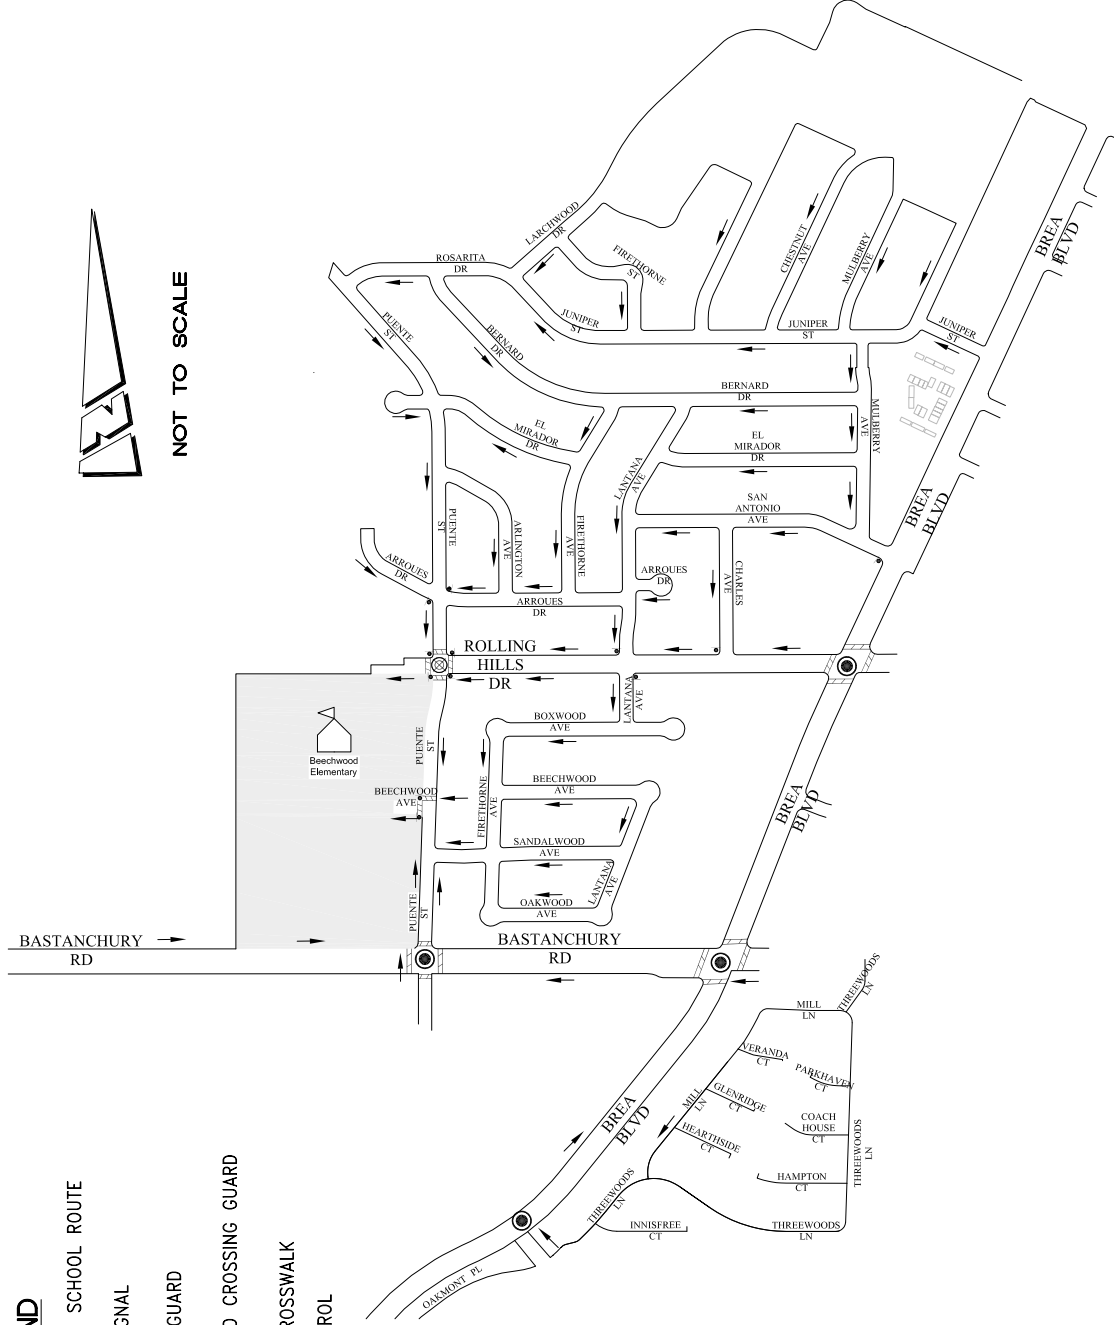 BREA
BLVD
LARCHWOOD
DR
FIRETHORNE
ST
CHESTNUT
AVE
MULBERRY
AVE
ROSARITA
DR
NOT TO SCALE
PUENTE
ST
BERNARD
DR
JUNIPER
ST
JUNIPER
ST
JUNIPER
ST
BERNARD
DR
MULBERRY
AVE
EL
MIRADOR
DR
EL
MIRADOR
DR
LANTANA
AVE
SAN
ANTONIO
AVE
BREA
BLVD
PUENTE
ST
ARLINGTON
AVE
FIRETHORNE
AVE
ARROUES
DR
ARROUES
DR
CHARLES
AVE
ARROUES
DR
ROLLING
HILLS
DR
LANTANA
AVE
BOXWOOD
AVE
PUENTE
ST
Beechwood
Elementary
BEECHWOOD
AVE
BEECHWOOD
AVE
FIRETHORNE
AVE
BREA
BLVD
SANDALWOOD
AVE
LANTANA
AVE
OAKWOOD
AVE
PUENTE
ST
BASTANCHURY
RD
BASTANCHURY
RD
THREEWOODS
LN
MILL
LN
VERANDA
CT
PARKHAVEN
CT
GLENRIDGE
CT
MILL
LN
COACH
HOUSE
CT
HEARTHSIDE
CT
BREA
BLVD
THREEWOODS
LN
HAMPTON
CT
THREEWOODS
LN
INNISFREE
CT
THREEWOODS
LN
OAKMONT PL
ND
SCHOOL ROUTE
GNAL
GUARD
CROSSING GUARD
ROSSWALK
ROL